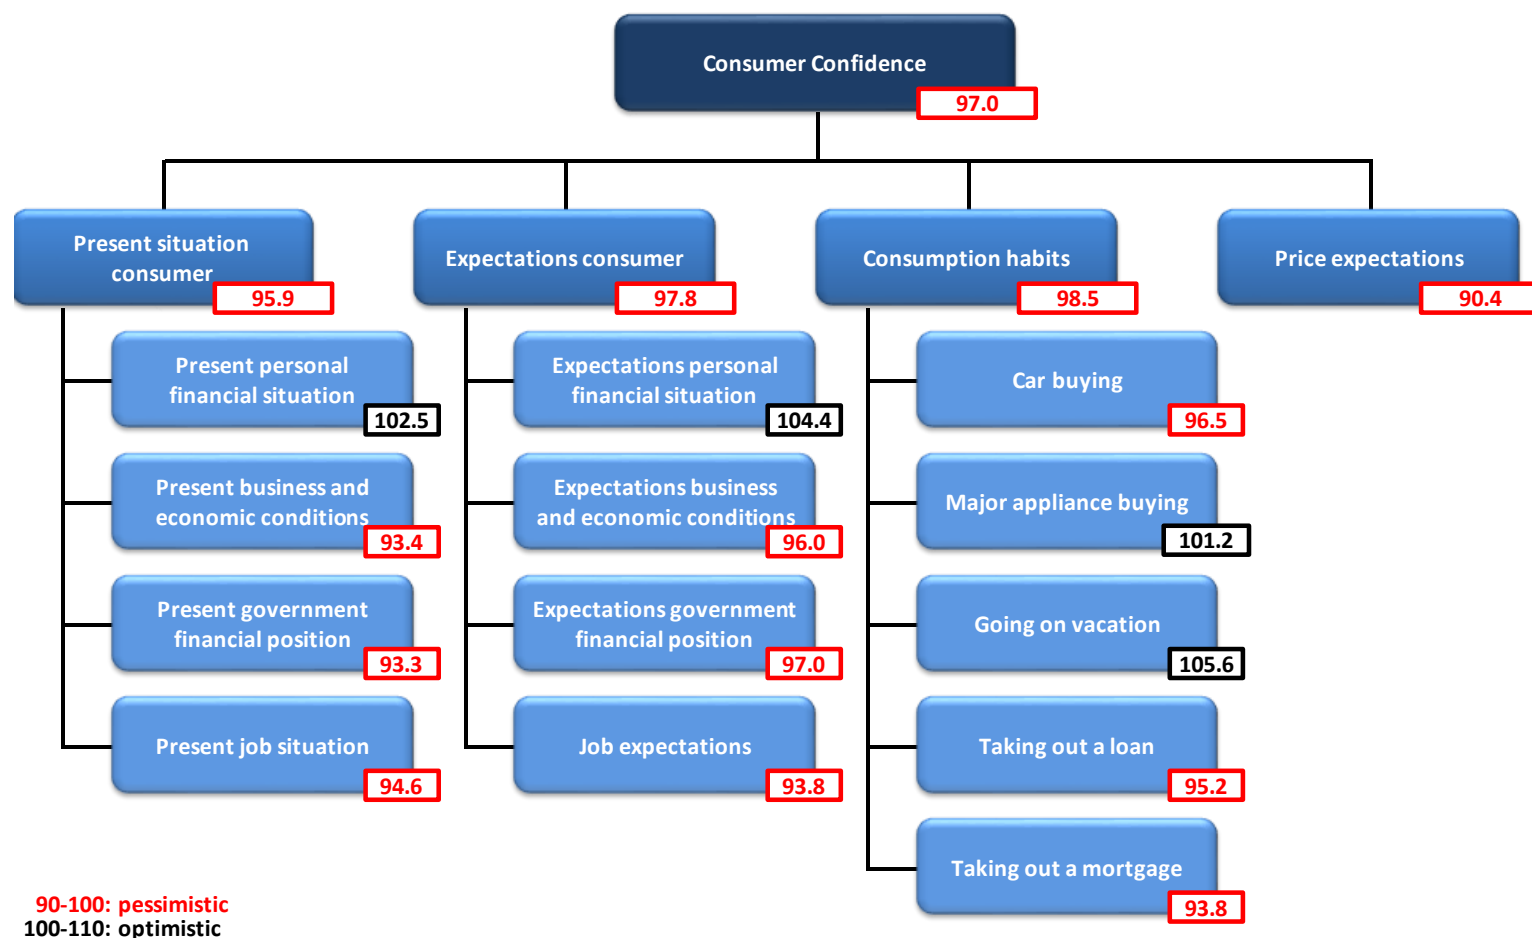 Consumer Confidence
97.0
Present situation
consumer
95.9
Expectations consumer
97.8
Consumption habits
98.5
Price expectations
90.4
Present personal
financial situation
102.5
Present business and
economic conditions
93.4
Present government
financial position
93.3
Present job situation
94.6
Expectations personal
financial situation
104.4
Expectations business
and economic conditions
96.0
Expectations government
financial position
97.0
Job expectations
93.8
Car buying
96.5
Major appliance buying
101.2
Going on vacation
105.6
Taking out a loan
95.2
Taking out a mortgage
93.8
90-100: pessimistic
100-110: optimistic